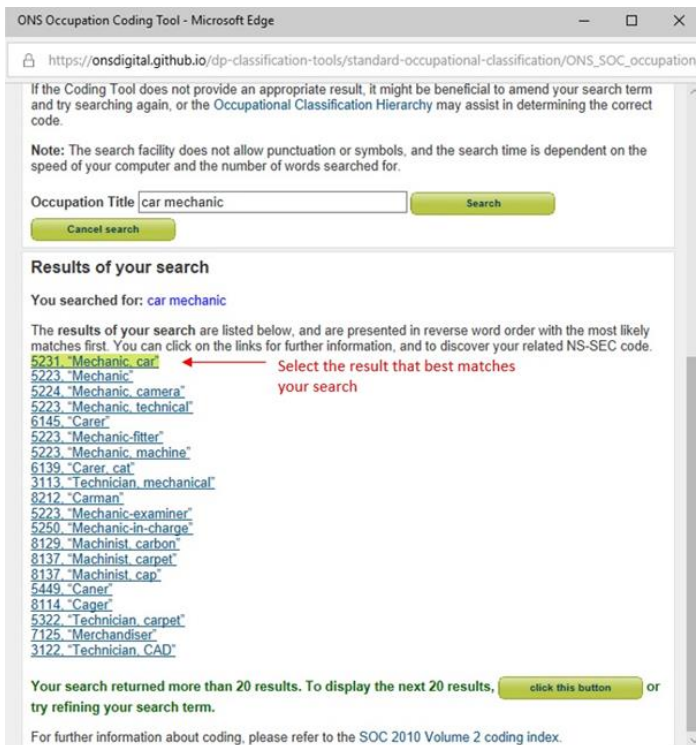 ONS Occupation Coding Tool - Microsoft Edge
https://onsdigital.github.io/dp-classification-tools/standard-occupational-classification/ONS_SOC_occupation
If the Coding Tool does not provide an appropriate result, it might be beneficial to amend your search term
and try searching again, or the Occupational Classification Hierarchy may assist in determining the correct
code.
Note: The search facility does not allow punctuation or symbols, and the search time is dependent on the
speed of your computer and the number of words searched for.
Occupation Title car mechanic Search
Cancel search
Results of your search
You searched for: car mechanic
The results of your search are listed below, and are presented in reverse word order with the most likely
matches first. You can click on the links for further information, and to discover your related NS-SEC code.
5231, "Mechanic, car" Select the result that best matches
5223, "Mechanic" your search
5224, "Mechanic, camera"
5223, "Mechanic, technical"
6145, "Carer"
5223, "Mechanic-fitter"
5223, "Mechanic, machine"
6139, "Carer, cat"
3113, "Technician, mechanical"
8212, "Carman"
5223, "Mechanic-examiner"
5250, "Mechanic-in-charge"
8129, "Machinist, carbon"
8137, "Machinist, carpet"
8137, "Machinist, cap"
5449, "Caner"
8114, "Cager"
5322, "Technician, carpet"
7125, "Merchandiser"
3122, "Technician, CAD"
Your search returned more than 20 results. To display the next 20 results, click this button or
try refining your search term.
For further information about coding, please refer to the SOC 2010 Volume 2 coding index.